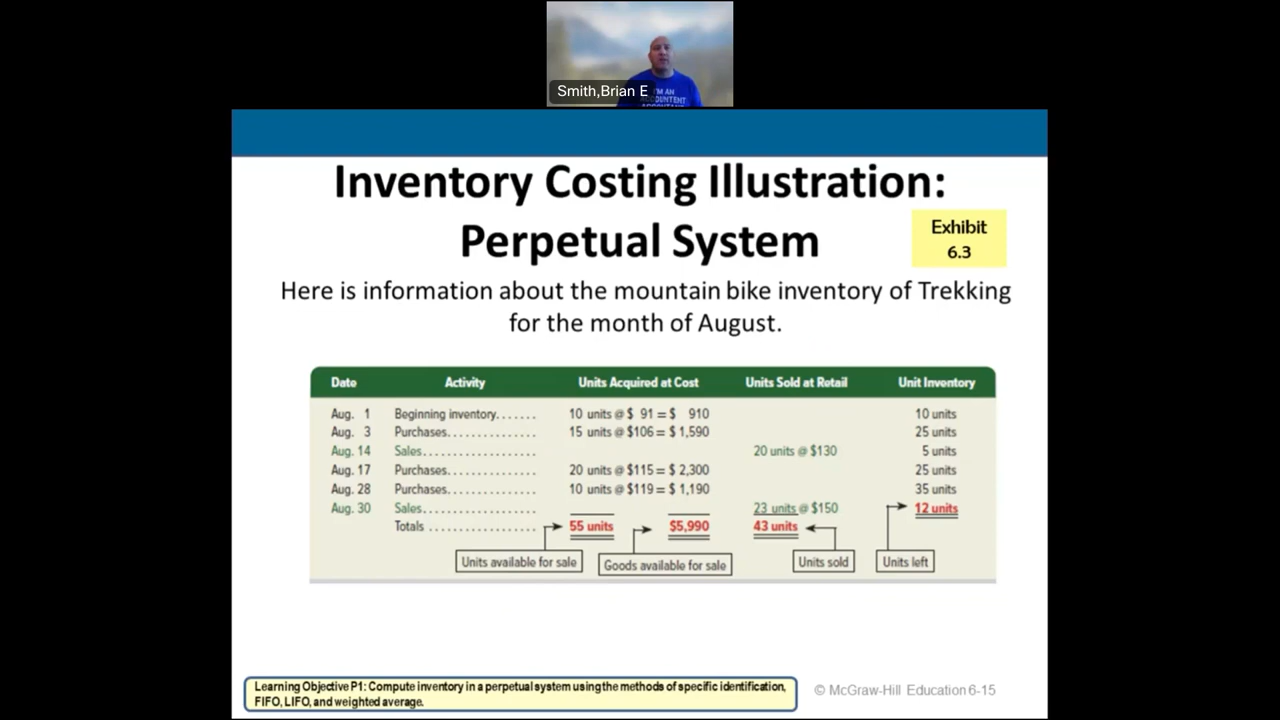 Smith,Brian E
I'M AN
ACCOUNTENT
Inventory Costing Illustration:
Perpetual System
Exhibit
6.3
Here is information about the mountain bike inventory of Trekking
for the month of August.
Date Activity Units Acquired at Cost Units Sold at Retail Unit Inventory
Aug. 1 Beginning inventory....... 10 units @ $ 91 = $ 910 10 units
Aug. 3 Purchases.............. 15 units @ $106 = $ 1,590 25 units
Aug. 14 Sales.................. 20 units @ $130 5 units
Aug. 17 Purchases.............. 20 units @ $115 = $ 2,300 25 units
Aug. 28 Purchases.............. 10 units @ $119 = $ 1,190 35 units
Aug. 30 Sales.................. 23 units @ $150 12 units
Totals ................. 55 units $5,990 43 units
Units available for sale Goods available for sale Units sold Units left
Learning Objective P1: Compute inventory in a perpetual system using the methods of specific identification,
FIFO, LIFO, and weighted average.
© McGraw-Hill Education 6-15